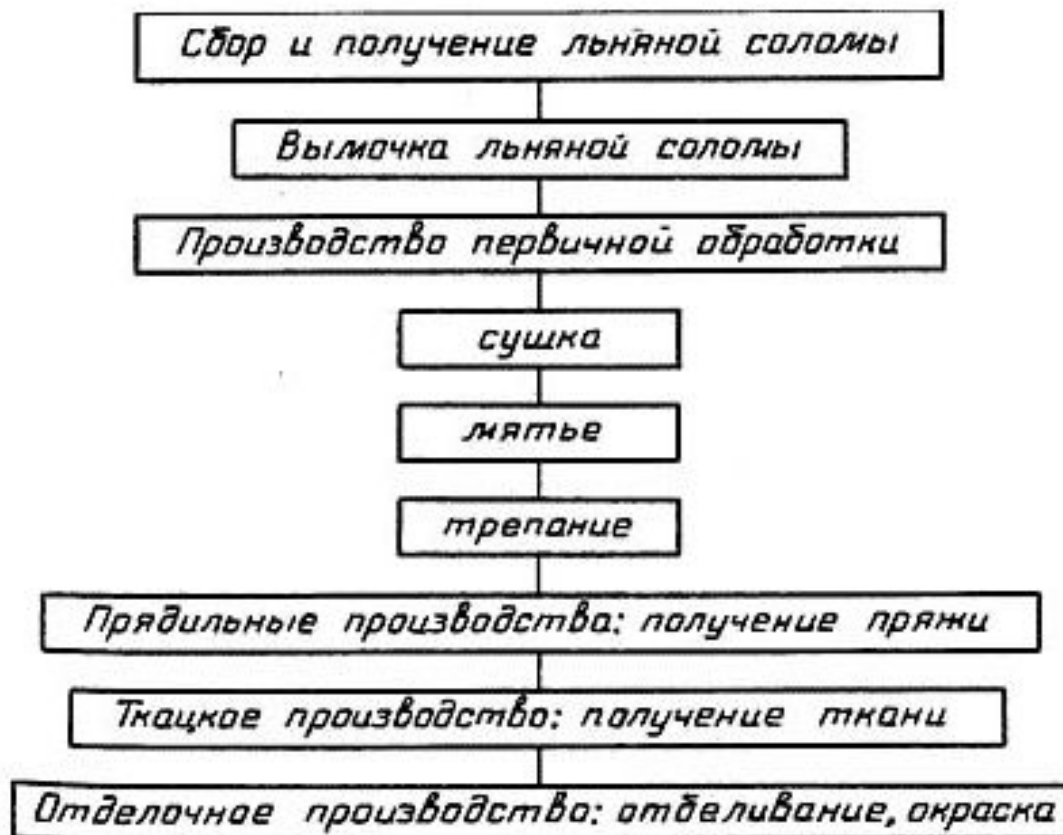 Сбор и получение льняной соломы
Вымочка льняной соломы
Производство первичной обработки
сушка
мятье
трепание
Прядильные производства: получение пряжи
Ткацкое производство: получение ткани
Отделочное производство: отбеливание, окраска